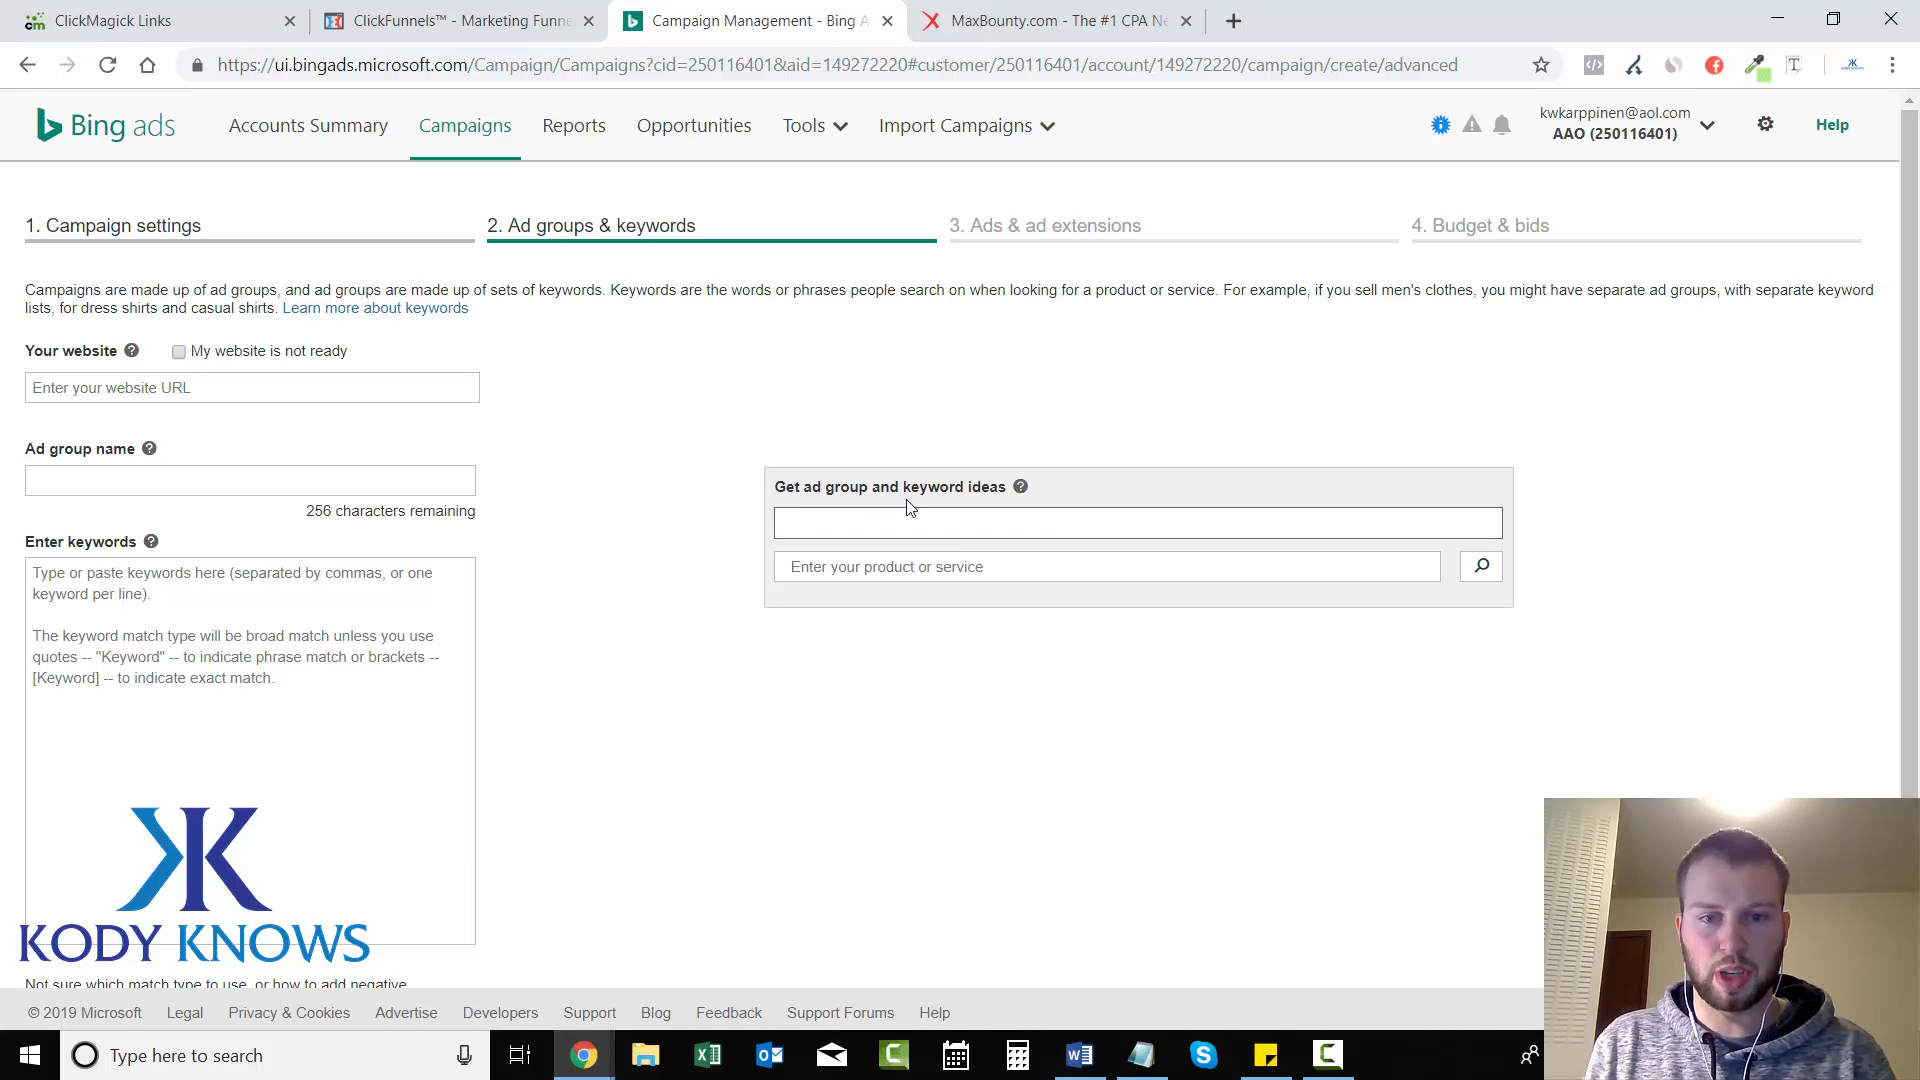 ClickMagick Links
ClickFunnels™ - Marketing Funne
Campaign Management - Bing A
MaxBounty.com - The #1 CPA Ne
https://ui.bingads.microsoft.com/Campaign/Campaigns?cid=250116401&aid=149272220#customer/250116401/account/149272220/campaign/create/advanced
Bing ads
Accounts Summary
Campaigns
Reports
Opportunities
Tools
Import Campaigns
kwkarppinen@aol.com
AAO (250116401)
Help
1. Campaign settings
2. Ad groups & keywords
3. Ads & ad extensions
4. Budget & bids
Campaigns are made up of ad groups, and ad groups are made up of sets of keywords. Keywords are the words or phrases people search on when looking for a product or service. For example, if you sell men's clothes, you might have separate ad groups, with separate keyword
lists, for dress shirts and casual shirts. Learn more about keywords
Your website
My website is not ready
Enter your website URL
Ad group name
256 characters remaining
Get ad group and keyword ideas
Enter your product or service
Enter keywords
Type or paste keywords here (separated by commas, or one
keyword per line).
The keyword match type will be broad match unless you use
quotes -- "Keyword" -- to indicate phrase match or brackets --
[Keyword] -- to indicate exact match.
KODY KNOWS
Not sure which match type to use, or how to add negative
© 2019 Microsoft
Legal
Privacy & Cookies
Advertise
Developers
Support
Blog
Feedback
Support Forums
Help
Type here to search